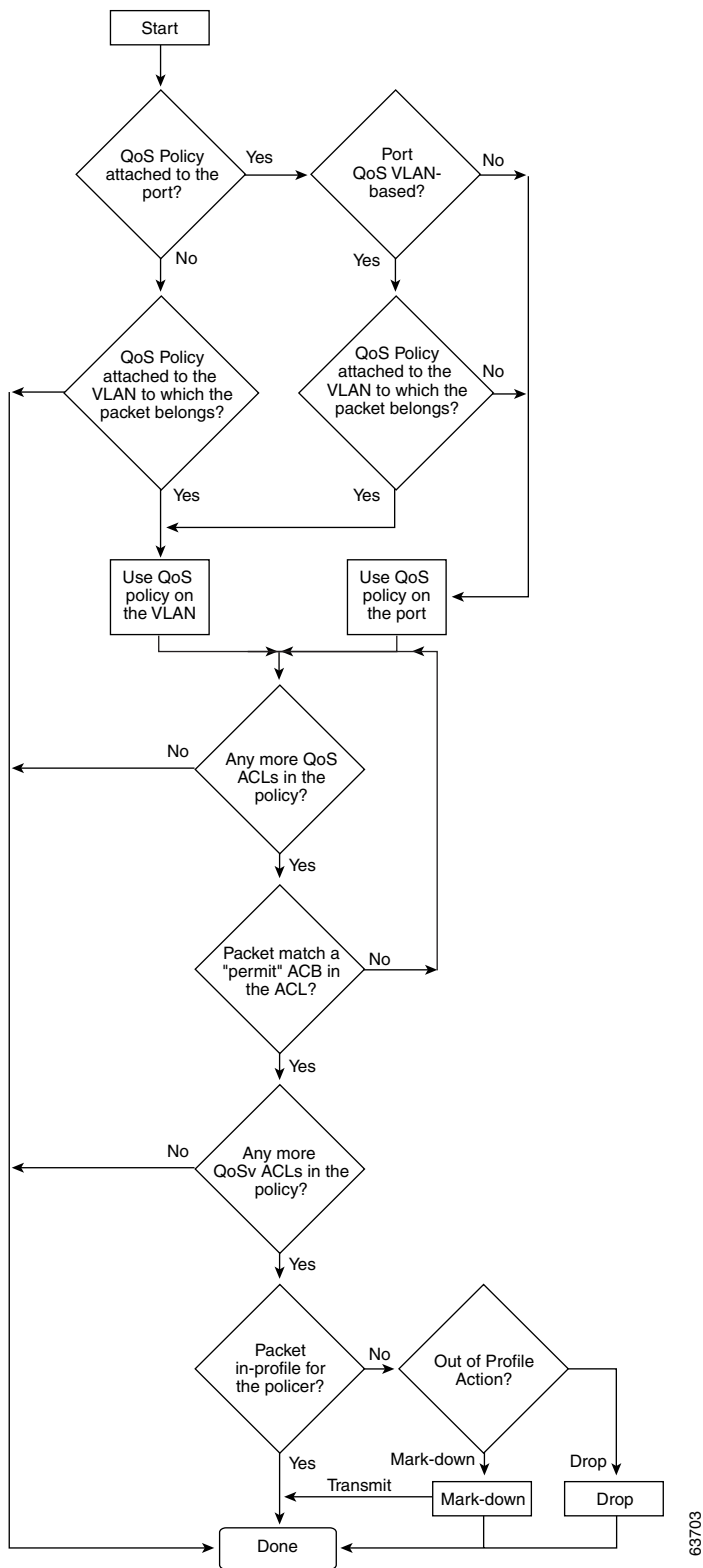 Start
QoS Policy
attached to the
port?
Yes
Port
QoS VLAN-
based?
No
No
Yes
QoS Policy
attached to the
VLAN to which the
packet belongs?
QoS Policy
attached to the
VLAN to which the
packet belongs?
No
Yes
Yes
Use QoS
policy on
the VLAN
Use QoS
policy on
the port
No
Any more QoS
ACLs in the
policy?
Yes
Packet match a
"permit" ACB in
the ACL?
No
Yes
No
Any more
QoSv ACLs in the
policy?
Yes
Packet
in-profile for
the policer?
No
Out of Profile
Action?
Yes
Mark-down
Drop
Transmit
Mark-down
Drop
Done
63703